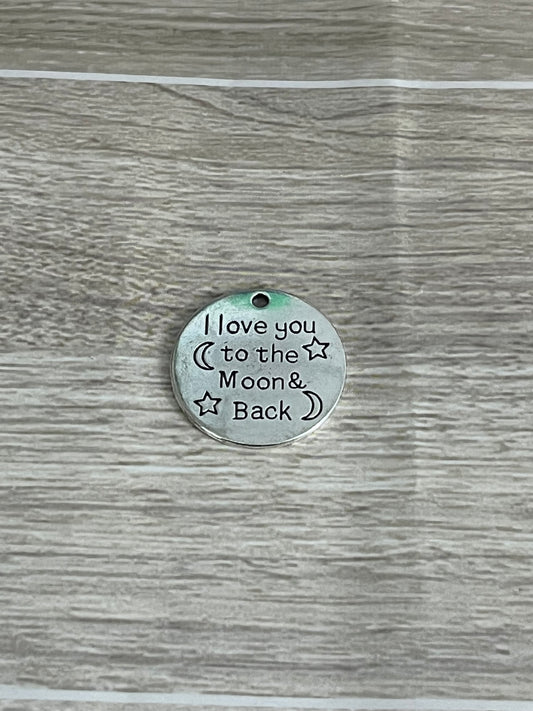 I love you
to the
Moon&
Back